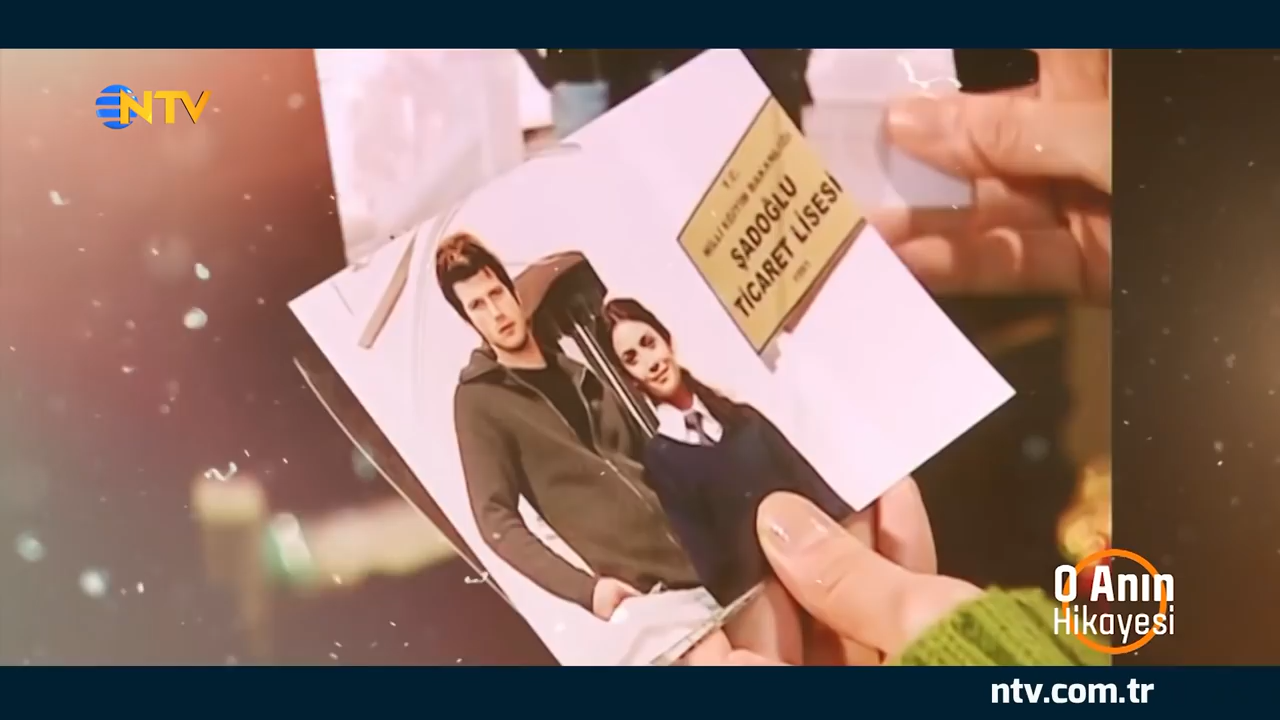 NTV
T.C.
MİLLİ EĞİTİM BAKANLIĞI
ŞADOĞLU
TİCARET LİSESİ
O Anın
Hikayesi
ntv.com.tr